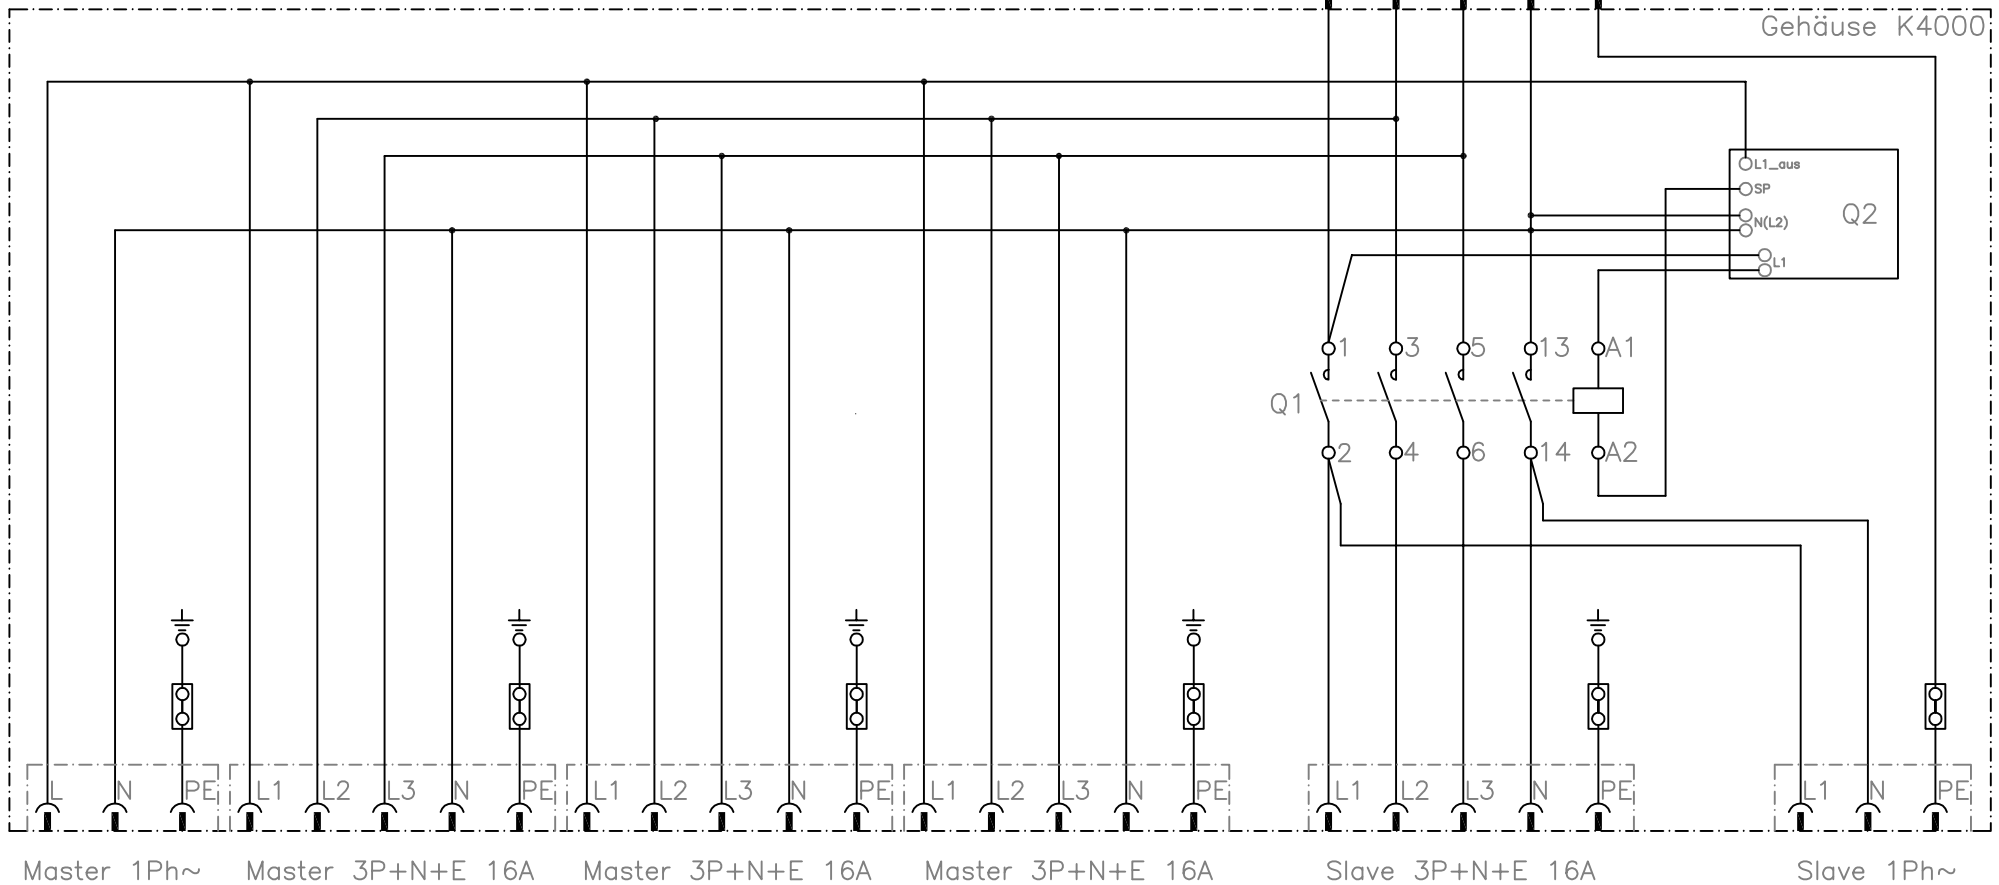 Gehäuse K4000
L1_aus
SP
N(L2)
L1
Q2
1 3 5 13 A1
Q1
2 4 6 14 A2
L N PE L1 L2 L3 N PE L1 L2 L3 N PE L1 L2 L3 N PE L1 L2 L3 N PE L1 N PE
Master 1Ph~ Master 3P+N+E 16A Master 3P+N+E 16A Master 3P+N+E 16A Slave 3P+N+E 16A Slave 1Ph~